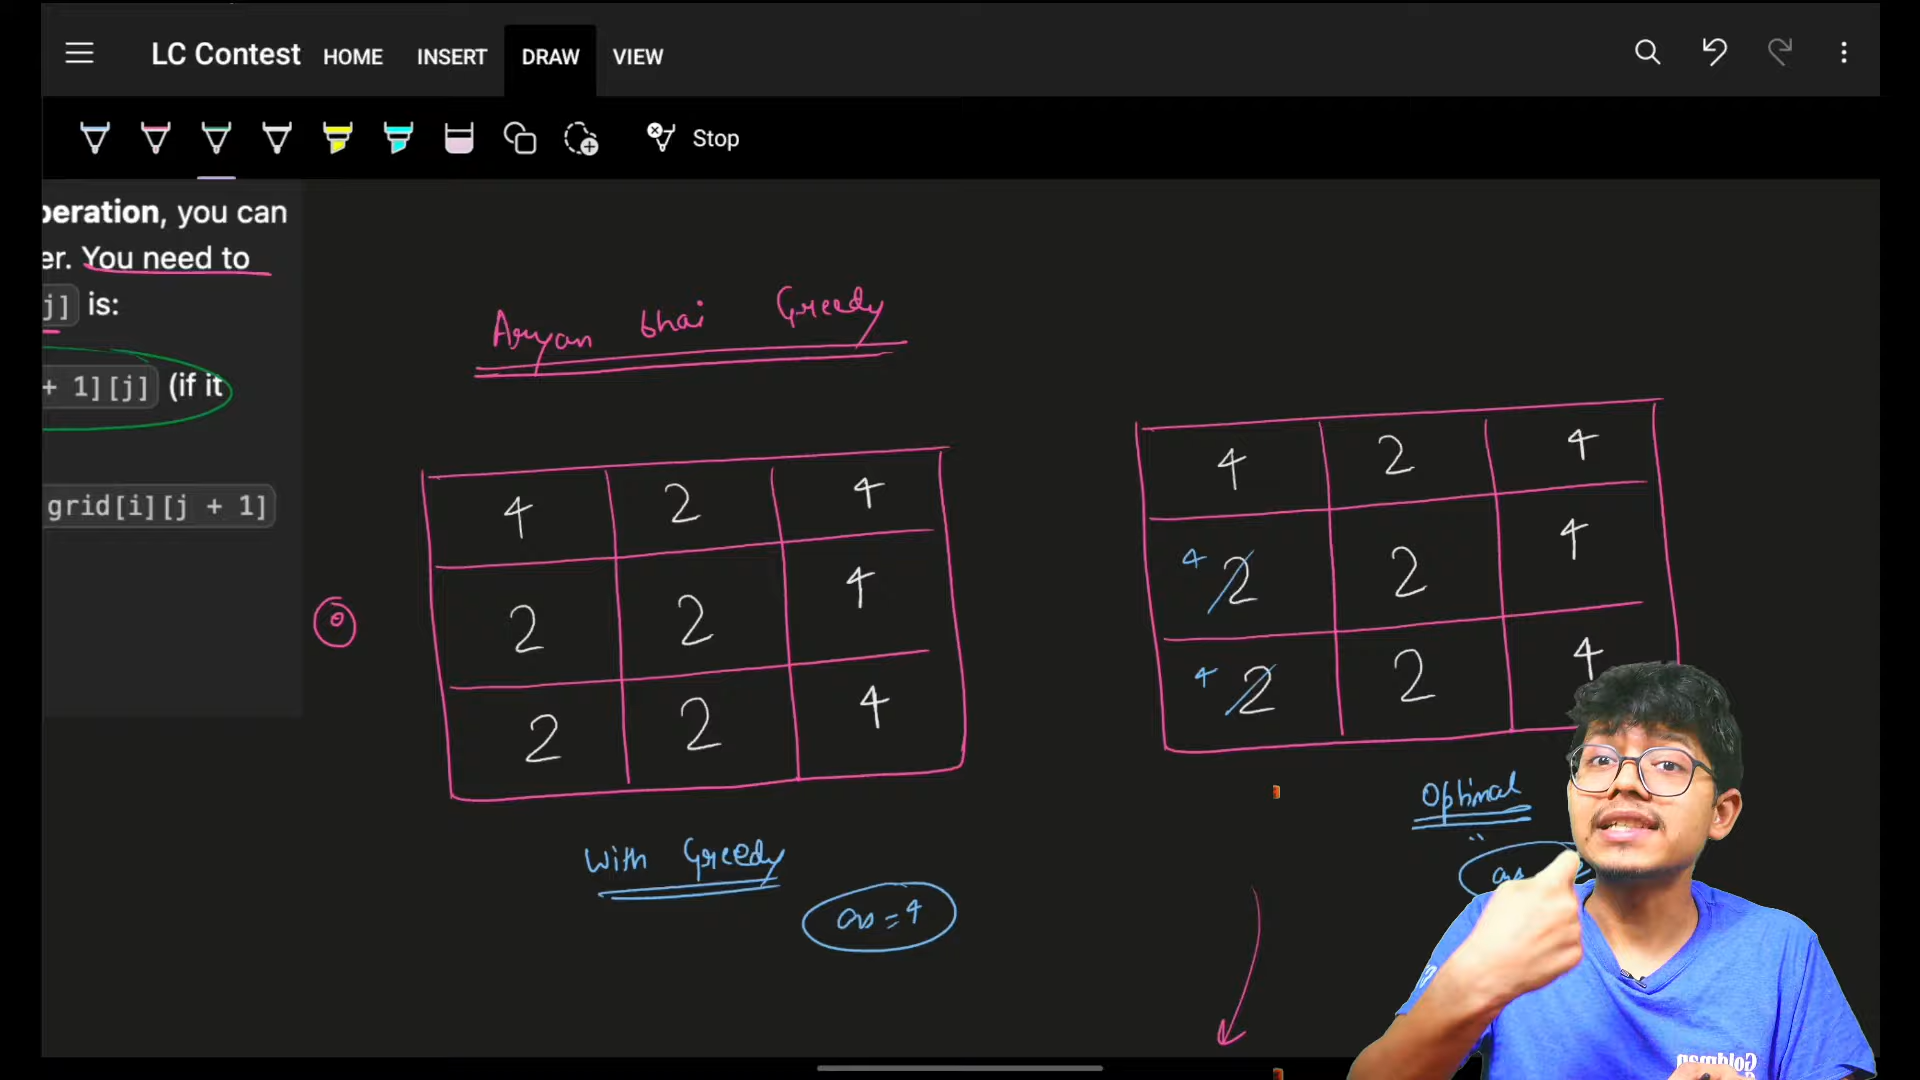 LC Contest HOME INSERT DRAW VIEW
Stop
peration, you can
er. You need to
j] is:
+ 1][j] (if it
grid[i][j + 1]
Aryan bhai Greedy
4 2 4
2 2 4
2 2 4
With Greedy
ans = 4
4 2 4
4 2 2 4
4 2 2 4
Optimal
Goldman